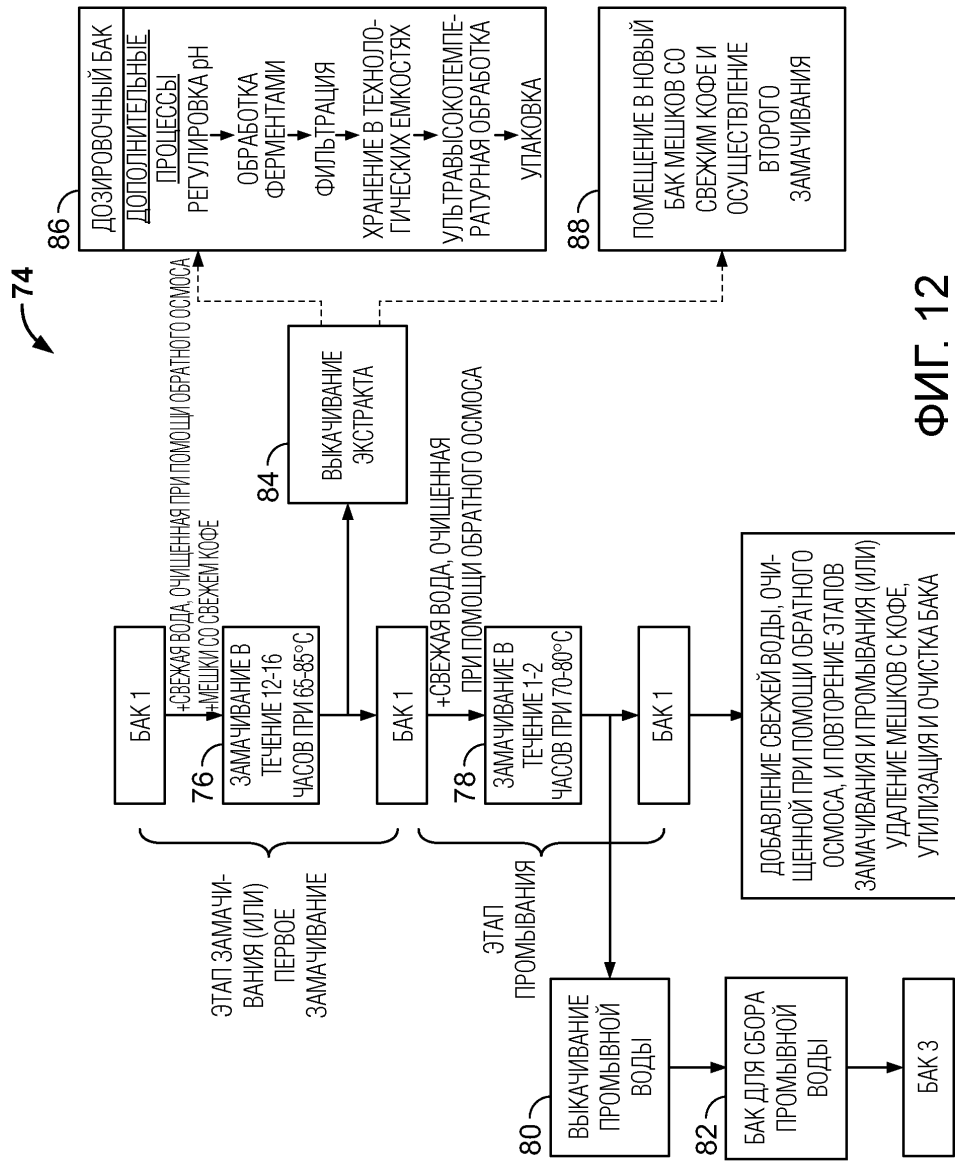 74
БАК 1
+СВЕЖАЯ ВОДА, ОЧИЩЕННАЯ ПРИ ПОМОЩИ ОБРАТНОГО ОСМОСА
+МЕШКИ СО СВЕЖЕМ КОФЕ
ЭТАП ЗАМАЧИ-
ВАНИЯ (ИЛИ)
ПЕРВОЕ
ЗАМАЧИВАНИЕ
76
ЗАМАЧИВАНИЕ В
ТЕЧЕНИЕ 12-16
ЧАСОВ ПРИ 65-85°C
84
ВЫКАЧИВАНИЕ
ЭКСТРАКТА
86
ДОЗИРОВОЧНЫЙ БАК
ДОПОЛНИТЕЛЬНЫЕ
ПРОЦЕССЫ
РЕГУЛИРОВКА pH
ОБРАБОТКА
ФЕРМЕНТАМИ
ФИЛЬТРАЦИЯ
ХРАНЕНИЕ В ТЕХНОЛО-
ГИЧЕСКИХ ЕМКОСТЯХ
УЛЬТРАВЫСОКОТЕМПЕ-
РАТУРНАЯ ОБРАБОТКА
УПАКОВКА
88
ПОМЕЩЕНИЕ В НОВЫЙ
БАК МЕШКОВ СО
СВЕЖИМ КОФЕ И
ОСУЩЕСТВЛЕНИЕ
ВТОРОГО
ЗАМАЧИВАНИЯ
БАК 1
+СВЕЖАЯ ВОДА, ОЧИЩЕННАЯ
ПРИ ПОМОЩИ ОБРАТНОГО ОСМОСА
ЭТАП
ПРОМЫВАНИЯ
78
ЗАМАЧИВАНИЕ В
ТЕЧЕНИЕ 1-2
ЧАСОВ ПРИ 70-80°C
БАК 1
80
ВЫКАЧИВАНИЕ
ПРОМЫВНОЙ
ВОДЫ
82
БАК ДЛЯ СБОРА
ПРОМЫВНОЙ
ВОДЫ
БАК 3
ДОБАВЛЕНИЕ СВЕЖЕЙ ВОДЫ, ОЧИ-
ЩЕННОЙ ПРИ ПОМОЩИ ОБРАТНОГО
ОСМОСА, И ПОВТОРЕНИЕ ЭТАПОВ
ЗАМАЧИВАНИЯ И ПРОМЫВАНИЯ (ИЛИ)
УДАЛЕНИЕ МЕШКОВ С КОФЕ,
УТИЛИЗАЦИЯ И ОЧИСТКА БАКА
ФИГ. 12